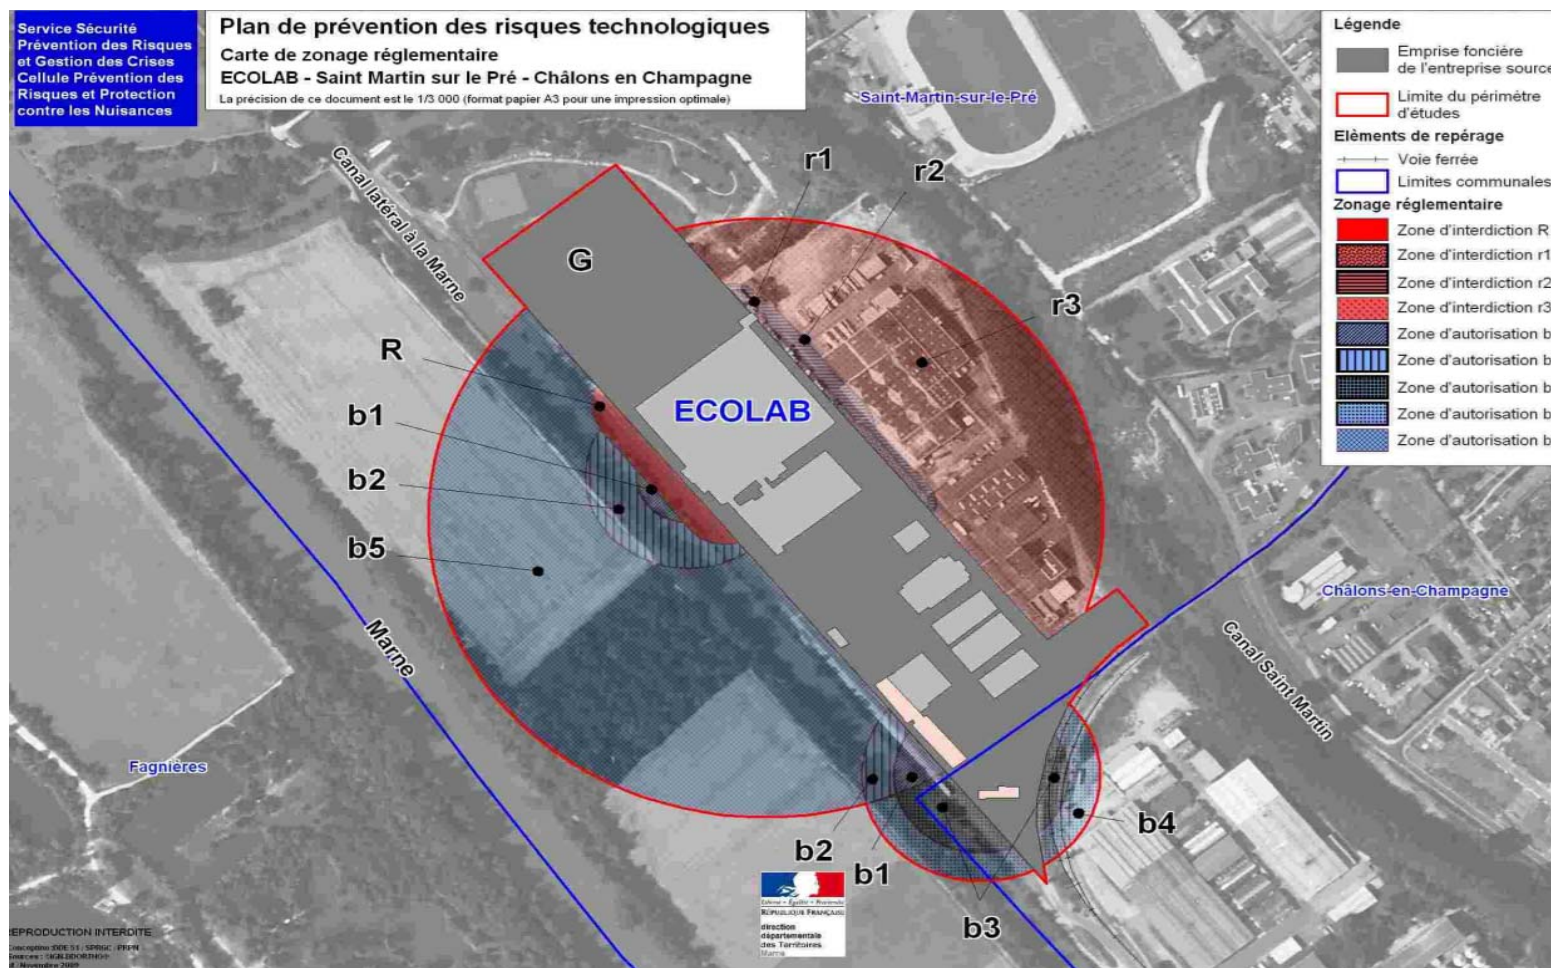 Service Sécurité
Prévention des Risques
et Gestion des Crises
Cellule Prévention des
Risques et Protection
contre les Nuisances
Plan de prévention des risques technologiques
Carte de zonage réglementaire
ECOLAB - Saint Martin sur le Pré - Châlons en Champagne
La précision de ce document est le 1/3 000 (format papier A3 pour une impression optimale)
Légende
Emprise foncière
de l'entreprise source
Limite du périmètre
d'études
Elèments de repérage
Voie ferrée
Limites communales
Zonage réglementaire
Zone d'interdiction R
Zone d'interdiction r1
Zone d'interdiction r2
Zone d'interdiction r3
Zone d'autorisation b
Zone d'autorisation b
Zone d'autorisation b
Zone d'autorisation b
Zone d'autorisation b
Saint-Martin-sur-le-Pré
Canal latéral à la Marne
r1
r2
G
r3
R
ECOLAB
b1
b2
b5
Marne
Châlons-en-Champagne
Canal Saint Martin
Fagnières
b4
b2
b1
b3
Liberté • Égalité • Fraternité
RÉPUBLIQUE FRANÇAISE
direction
départementale
des Territoires
Marne
REPRODUCTION INTERDITE
Novembre 2009